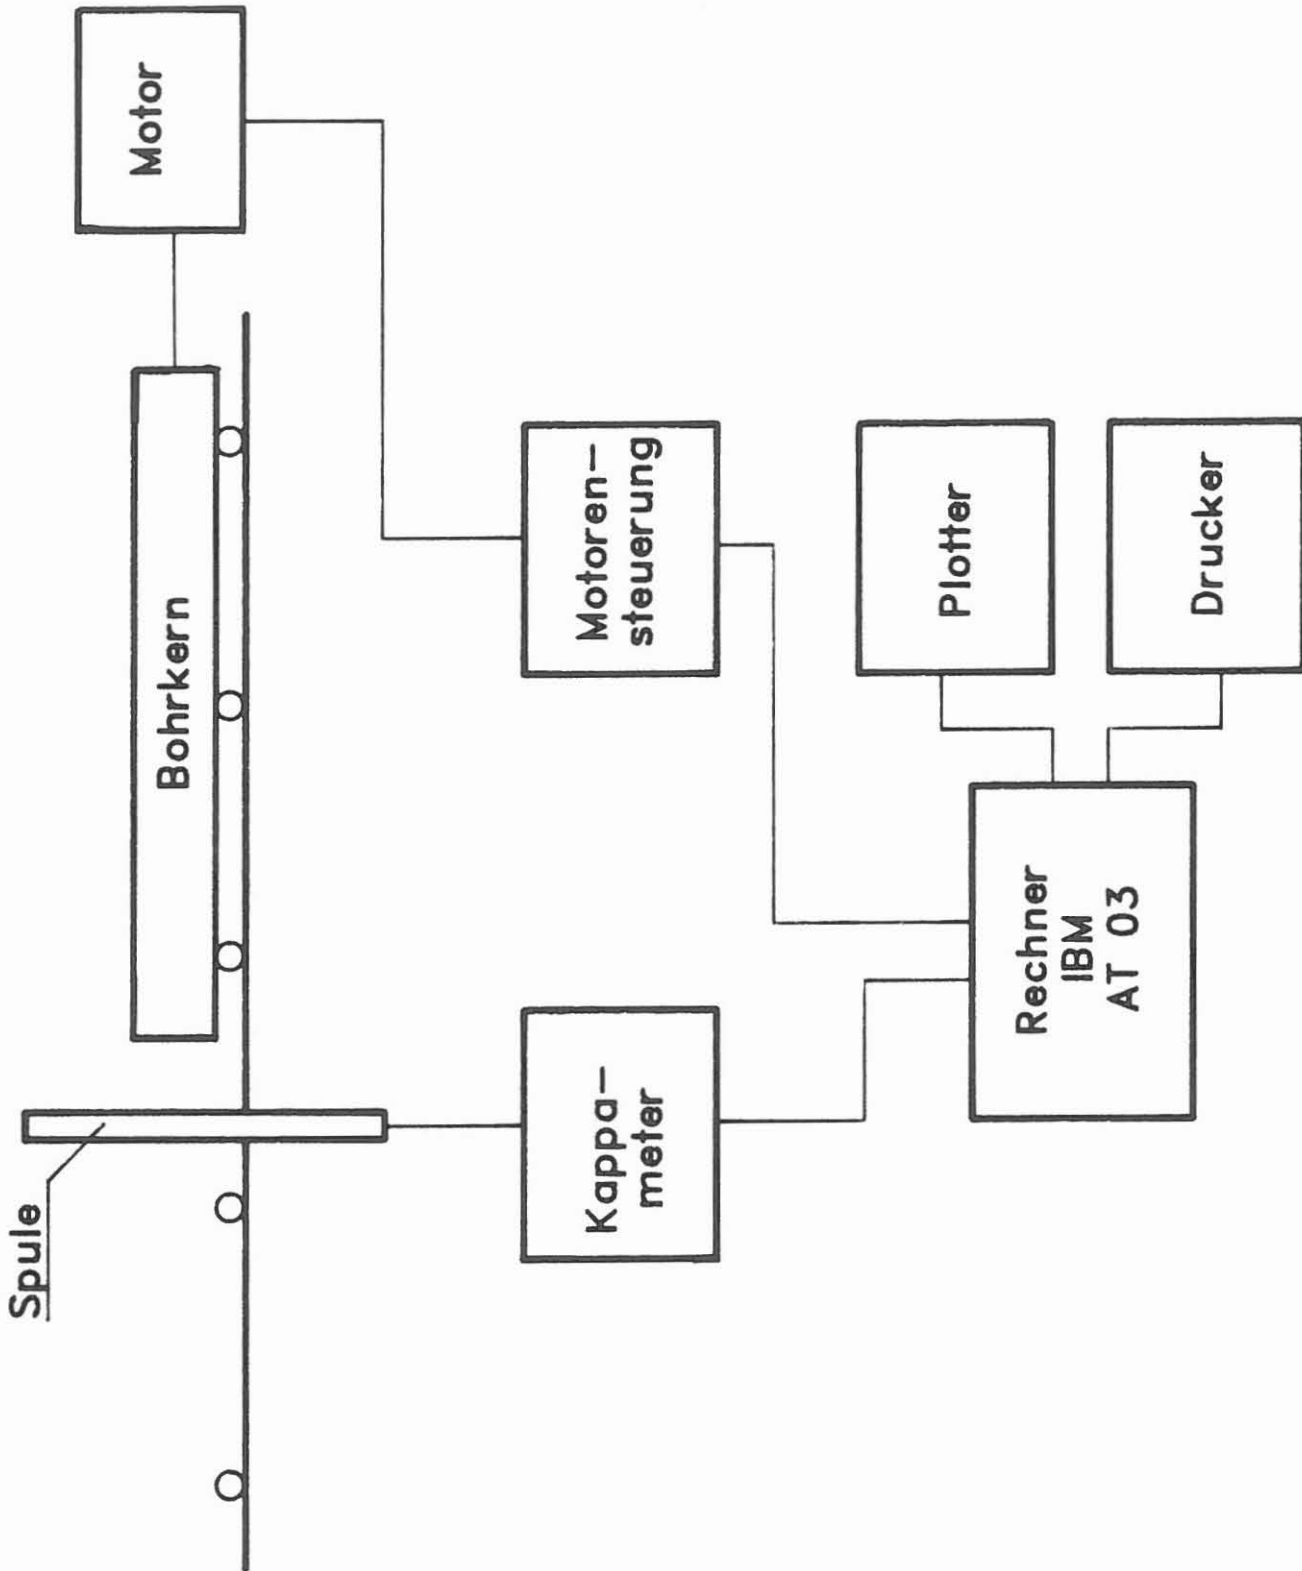 Spule
Bohrkern
Motor
Kappa-
meter
Motoren-
steuerung
Rechner
IBM
AT 03
Plotter
Drucker